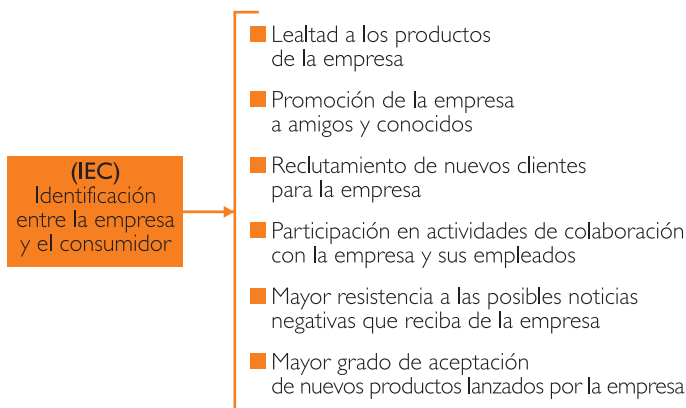 (IEC)
Identificación
entre la empresa
y el consumidor
Lealtad a los productos
de la empresa
Promoción de la empresa
a amigos y conocidos
Reclutamiento de nuevos clientes
para la empresa
Participación en actividades de colaboración
con la empresa y sus empleados
Mayor resistencia a las posibles noticias
negativas que reciba de la empresa
Mayor grado de aceptación
de nuevos productos lanzados por la empresa